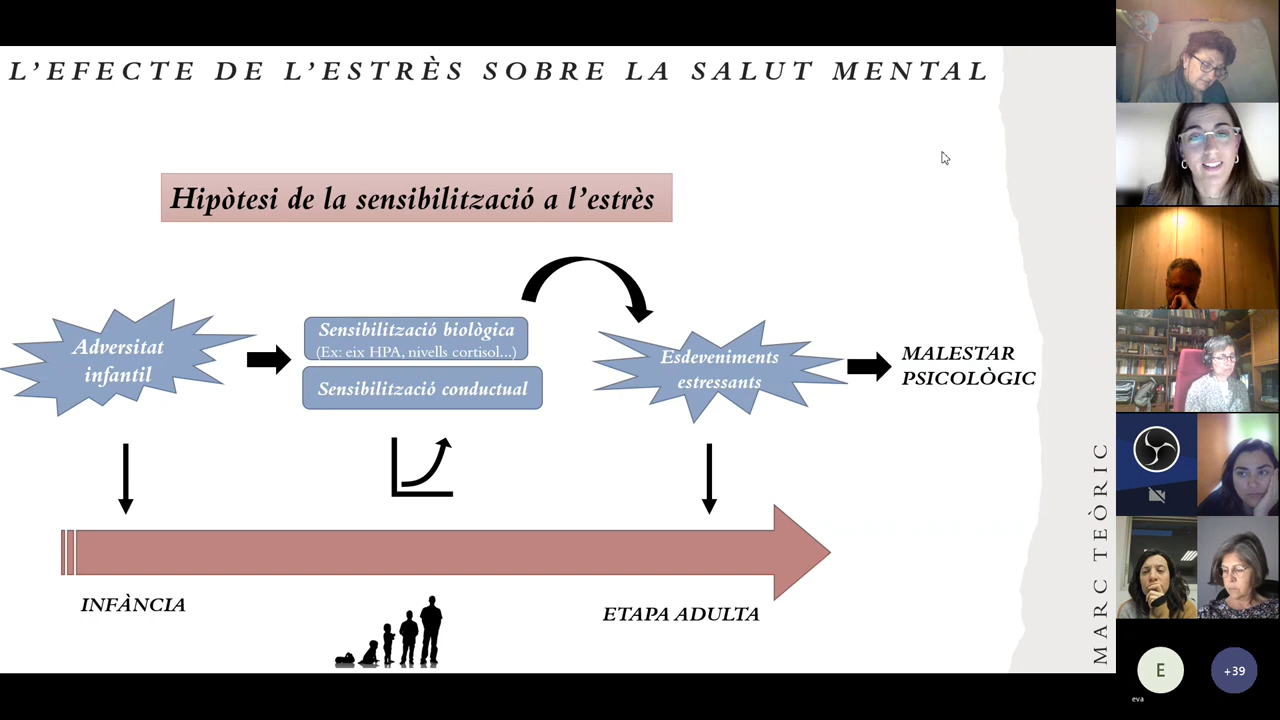 L’EFECTE DE L’ESTRÈS SOBRE LA SALUT MENTAL
Hipòtesi de la sensibilització a l’estrès
Adversitat
infantil
Sensibilització biològica
(Ex: eix HPA, nivells cortisol...)
Sensibilització conductual
Esdeveniments
estressants
MALESTAR
PSICOLÒGIC
INFÀNCIA
ETAPA ADULTA
MARC TEÒRIC
E
eva
+39